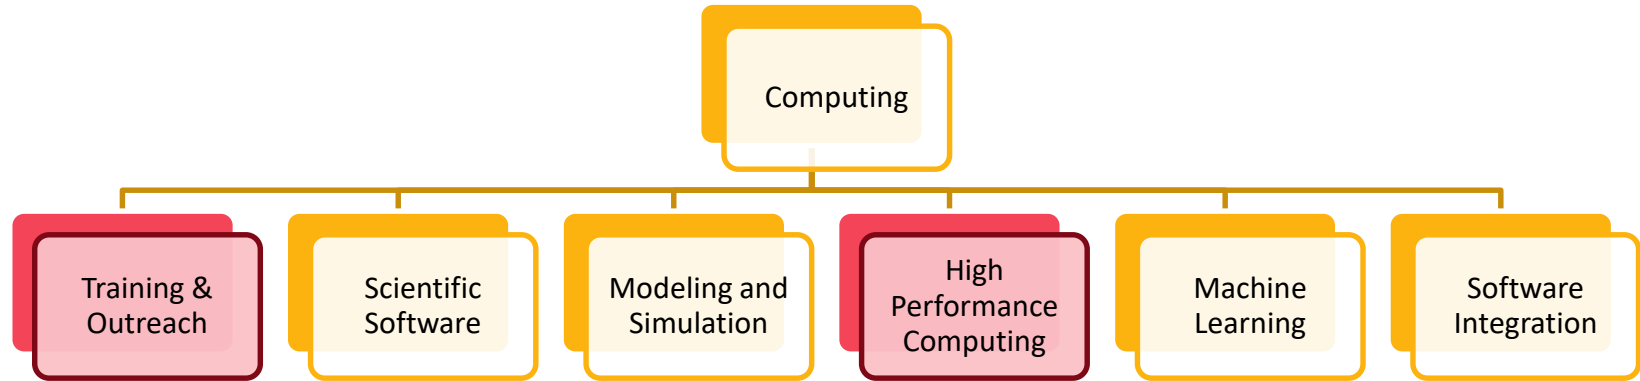 Computing
Training &
Outreach
Scientific
Software
Modeling and
Simulation
High
Performance
Computing
Machine
Learning
Software
Integration